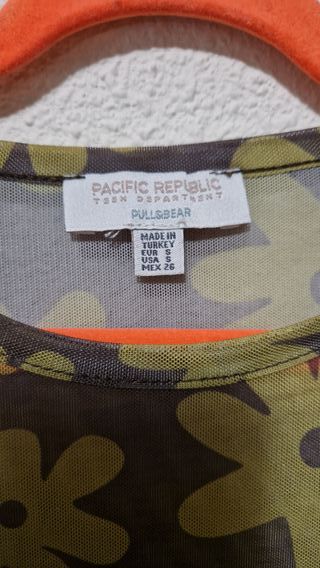 PACIFIC REPUBLIC
TEEN DEPARTMENT
PULL&BEAR
MADE IN
TURKEY
EUR S
USA S
MEX 26